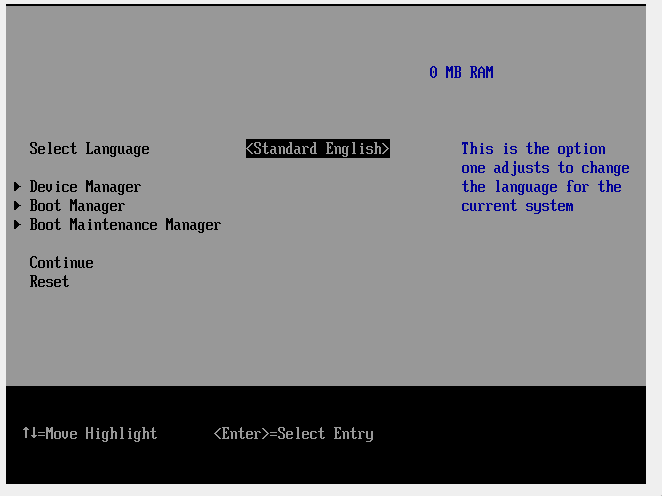 0 MB RAM
Select Language <Standard English> This is the option
one adjusts to change
▶ Device Manager the language for the
▶ Boot Manager current system
▶ Boot Maintenance Manager
Continue
Reset
↑↓=Move Highlight <Enter>=Select Entry